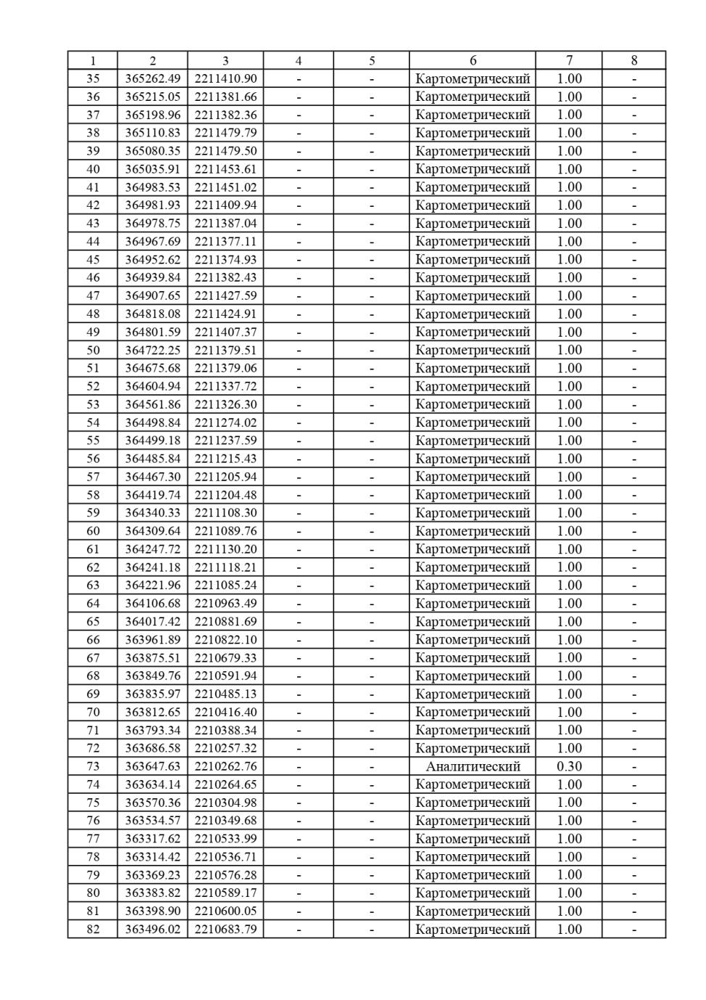 1 2 3 4 5 6 7 8
35 365262.49 2211410.90 - - Картометрический 1.00 -
36 365215.05 2211381.66 - - Картометрический 1.00 -
37 365198.96 2211382.36 - - Картометрический 1.00 -
38 365110.83 2211479.79 - - Картометрический 1.00 -
39 365080.35 2211479.50 - - Картометрический 1.00 -
40 365035.91 2211453.61 - - Картометрический 1.00 -
41 364983.53 2211451.02 - - Картометрический 1.00 -
42 364981.93 2211409.94 - - Картометрический 1.00 -
43 364978.75 2211387.04 - - Картометрический 1.00 -
44 364967.69 2211377.11 - - Картометрический 1.00 -
45 364952.62 2211374.93 - - Картометрический 1.00 -
46 364939.84 2211382.43 - - Картометрический 1.00 -
47 364907.65 2211427.59 - - Картометрический 1.00 -
48 364818.08 2211424.91 - - Картометрический 1.00 -
49 364801.59 2211407.37 - - Картометрический 1.00 -
50 364722.25 2211379.51 - - Картометрический 1.00 -
51 364675.68 2211379.06 - - Картометрический 1.00 -
52 364604.94 2211337.72 - - Картометрический 1.00 -
53 364561.86 2211326.30 - - Картометрический 1.00 -
54 364498.84 2211274.02 - - Картометрический 1.00 -
55 364499.18 2211237.59 - - Картометрический 1.00 -
56 364485.84 2211215.43 - - Картометрический 1.00 -
57 364467.30 2211205.94 - - Картометрический 1.00 -
58 364419.74 2211204.48 - - Картометрический 1.00 -
59 364340.33 2211108.30 - - Картометрический 1.00 -
60 364309.64 2211089.76 - - Картометрический 1.00 -
61 364247.72 2211130.20 - - Картометрический 1.00 -
62 364241.18 2211118.21 - - Картометрический 1.00 -
63 364221.96 2211085.24 - - Картометрический 1.00 -
64 364106.68 2210963.49 - - Картометрический 1.00 -
65 364017.42 2210881.69 - - Картометрический 1.00 -
66 363961.89 2210822.10 - - Картометрический 1.00 -
67 363875.51 2210679.33 - - Картометрический 1.00 -
68 363849.76 2210591.94 - - Картометрический 1.00 -
69 363835.97 2210485.13 - - Картометрический 1.00 -
70 363812.65 2210416.40 - - Картометрический 1.00 -
71 363793.34 2210388.34 - - Картометрический 1.00 -
72 363686.58 2210257.32 - - Картометрический 1.00 -
73 363647.63 2210262.76 - - Аналитический 0.30 -
74 363634.14 2210264.65 - - Картометрический 1.00 -
75 363570.36 2210304.98 - - Картометрический 1.00 -
76 363534.57 2210349.68 - - Картометрический 1.00 -
77 363317.62 2210533.99 - - Картометрический 1.00 -
78 363314.42 2210536.71 - - Картометрический 1.00 -
79 363369.23 2210576.28 - - Картометрический 1.00 -
80 363383.82 2210589.17 - - Картометрический 1.00 -
81 363398.90 2210600.05 - - Картометрический 1.00 -
82 363496.02 2210683.79 - - Картометрический 1.00 -